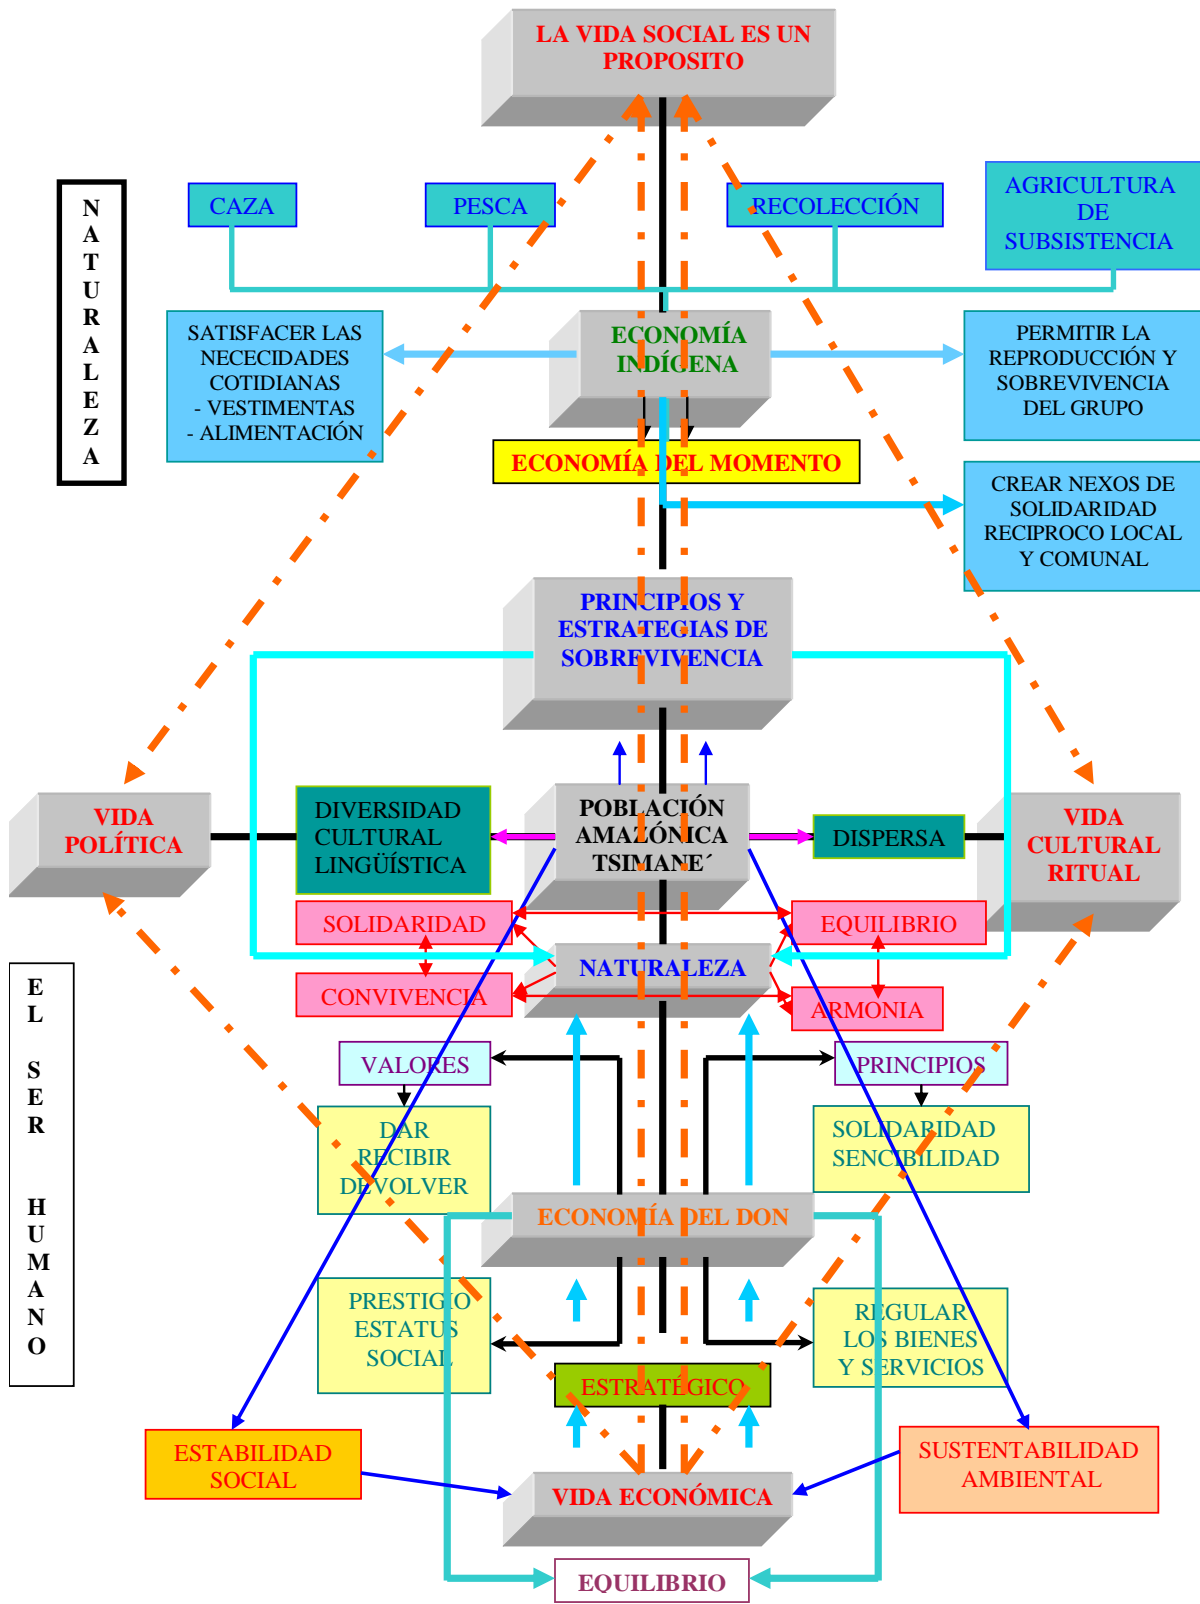 LA VIDA SOCIAL ES UN
PROPOSITO
N
A
T
U
R
A
L
E
Z
A
CAZA
PESCA
RECOLECCIÓN
AGRICULTURA
DE
SUBSISTENCIA
SATISFACER LAS
NECECIDADES
COTIDIANAS
- VESTIMENTAS
- ALIMENTACIÓN
ECONOMÍA
INDÍGENA
PERMITIR LA
REPRODUCCIÓN Y
SOBREVIVENCIA
DEL GRUPO
ECONOMÍA DEL MOMENTO
CREAR NEXOS DE
SOLIDARIDAD
RECIPROCO LOCAL
Y COMUNAL
PRINCIPIOS Y
ESTRATEGIAS DE
SOBREVIVENCIA
VIDA
POLÍTICA
DIVERSIDAD
CULTURAL
LINGÜÍSTICA
POBLACIÓN
AMAZÓNICA
TSIMANE´
DISPERSA
VIDA
CULTURAL
RITUAL
SOLIDARIDAD
EQUILIBRIO
NATURALEZA
CONVIVENCIA
ARMONIA
E
L
S
E
R
H
U
M
A
N
O
VALORES
PRINCIPIOS
DAR
RECIBIR
DEVOLVER
SOLIDARIDAD
SENCIBILIDAD
ECONOMÍA DEL DON
PRESTIGIO
ESTATUS
SOCIAL
REGULAR
LOS BIENES
Y SERVICIOS
ESTRATÉGICO
ESTABILIDAD
SOCIAL
SUSTENTABILIDAD
AMBIENTAL
VIDA ECONÓMICA
EQUILIBRIO